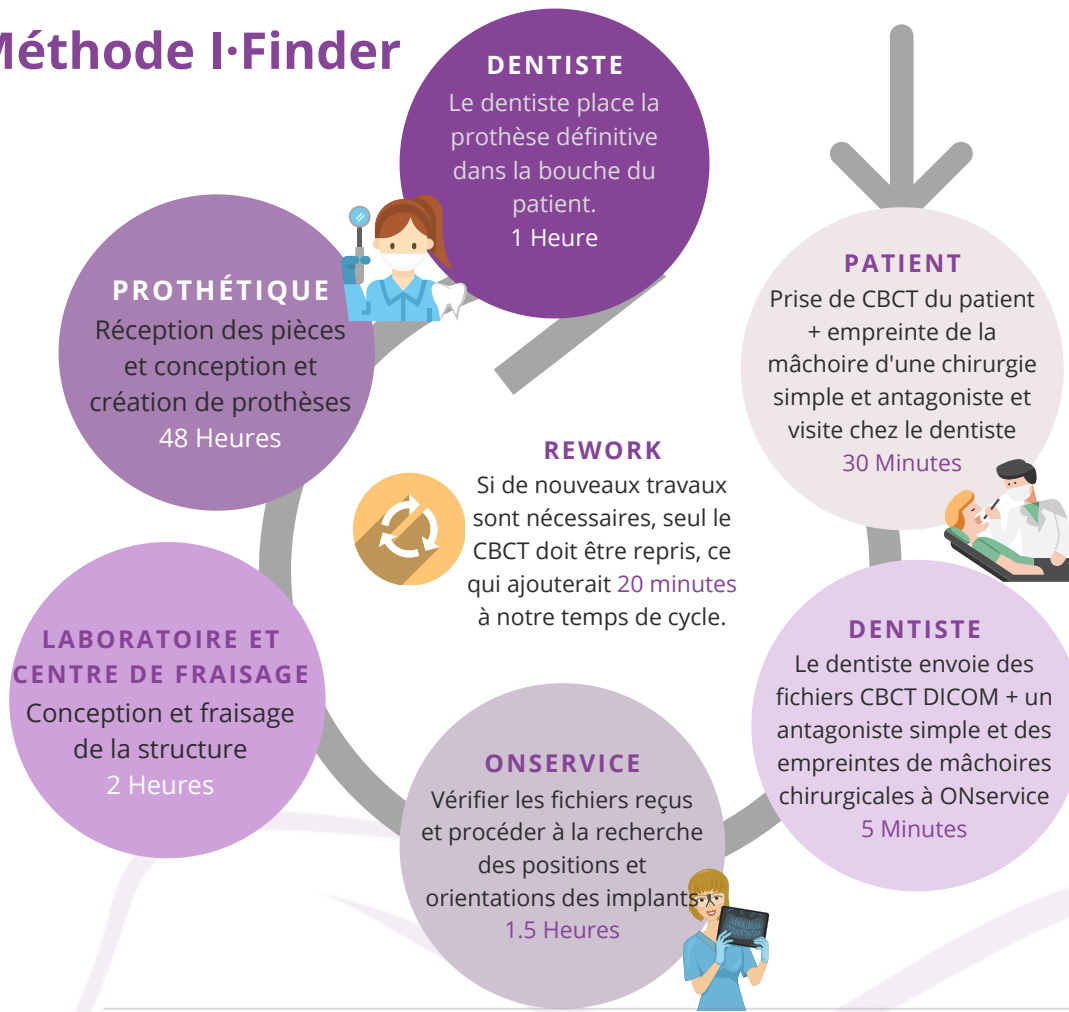 Méthode I·Finder
DENTISTE
Le dentiste place la
prothèse définitive
dans la bouche du
patient.
1 Heure
PATIENT
Prise de CBCT du patient
+ empreinte de la
mâchoire d'une chirurgie
simple et antagoniste et
visite chez le dentiste
30 Minutes
DENTISTE
Le dentiste envoie des
fichiers CBCT DICOM + un
antagoniste simple et des
empreintes de mâchoires
chirurgicales à ONservice
5 Minutes
ONSERVICE
Vérifier les fichiers reçus
et procéder à la recherche
des positions et
orientations des implants
1.5 Heures
LABORATOIRE ET
CENTRE DE FRAISAGE
Conception et fraisage
de la structure
2 Heures
PROTHÉTIQUE
Réception des pièces
et conception et
création de prothèses
48 Heures
REWORK
Si de nouveaux travaux
sont nécessaires, seul le
CBCT doit être repris, ce
qui ajouterait 20 minutes
à notre temps de cycle.